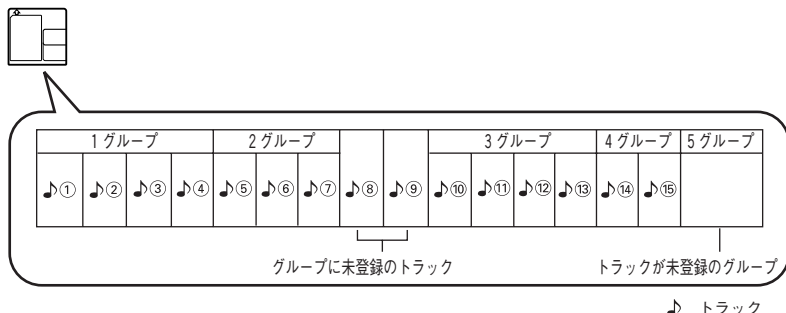 1グループ 2グループ 3グループ 4グループ 5グループ
♪① ♪② ♪③ ♪④ ♪⑤ ♪⑥ ♪⑦ ♪⑧ ♪⑨ ♪⑩ ♪⑪ ♪⑫ ♪⑬ ♪⑭ ♪⑮
グループに未登録のトラック トラックが未登録のグループ
♪ トラック